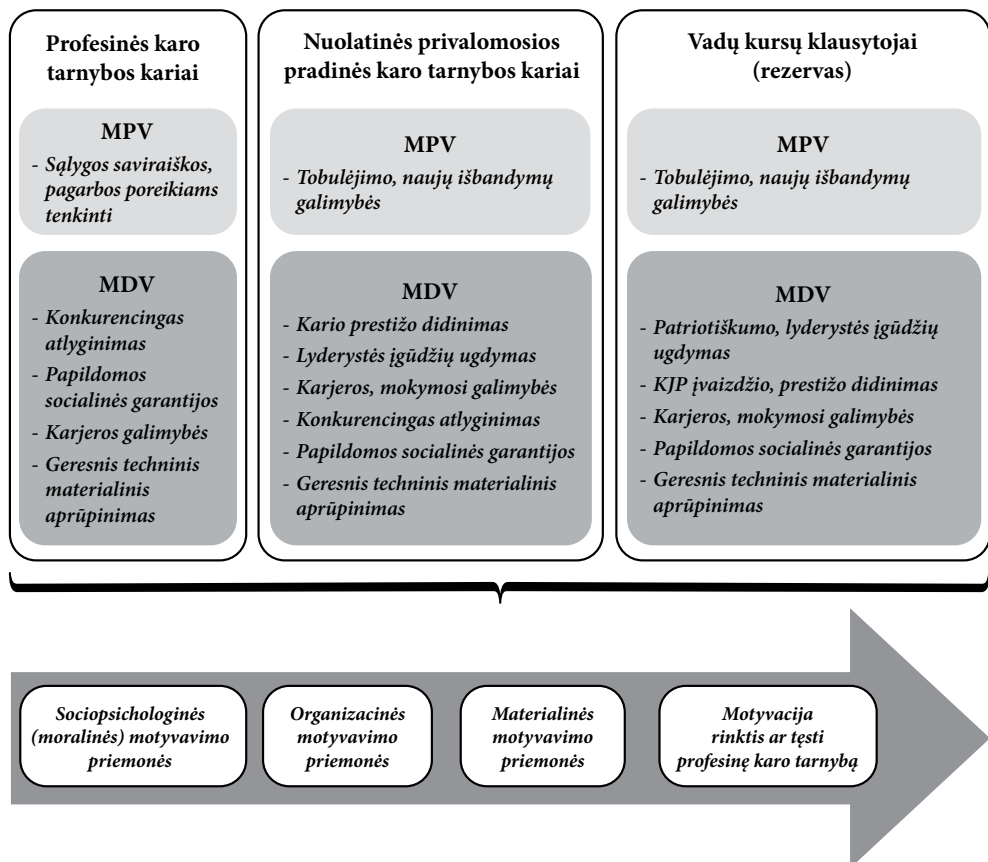 Profesinės karo
tarnybos kariai
MPV
- Sąlygos saviraiškos,
pagarbos poreikiams
tenkinti
MDV
- Konkurencingas
atlyginimas
- Papildomos
socialinės garantijos
- Karjeros galimybės
- Geresnis techninis
materialinis
aprūpinimas
Nuolatinės privalomosios
pradinės karo tarnybos kariai
MPV
- Tobulėjimo, naujų išbandymų
galimybės
MDV
- Kario prestižo didinimas
- Lyderystės įgūdžių ugdymas
- Karjeros, mokymosi galimybės
- Konkurencingas atlyginimas
- Papildomos socialinės garantijos
- Geresnis techninis materialinis
aprūpinimas
Vadų kursų klausytojai
(rezervas)
MPV
- Tobulėjimo, naujų išbandymų
galimybės
MDV
- Patriotiškumo, lyderystės įgūdžių
ugdymas
- KJP įvaizdžio, prestižo didinimas
- Karjeros, mokymosi galimybės
- Papildomos socialinės garantijos
- Geresnis techninis materialinis
aprūpinimas
Sociopsichologinės
(moralinės) motyvavimo
priemonės
Organizacinės
motyvavimo
priemonės
Materialinės
motyvavimo
priemonės
Motyvacija
rinktis ar tęsti
profesinę karo tarnybą